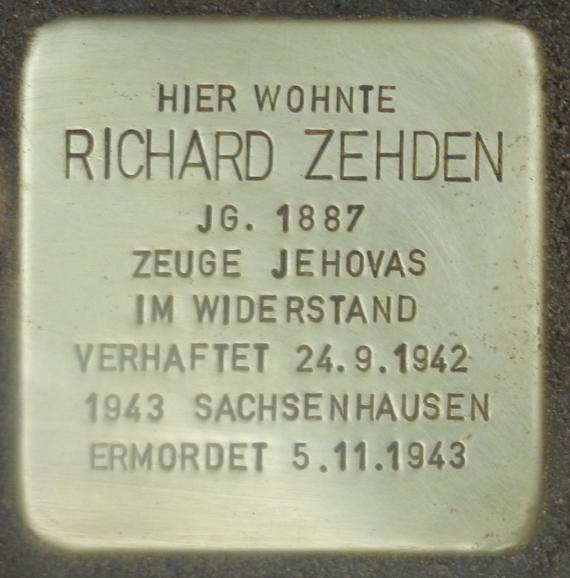 HIER WOHNTE
RICHARD ZEHDEN
JG. 1887
ZEUGE JEHOVAS
IM WIDERSTAND
VERHAFTET 24.9.1942
1943 SACHSENHAUSEN
ERMORDET 5.11.1943